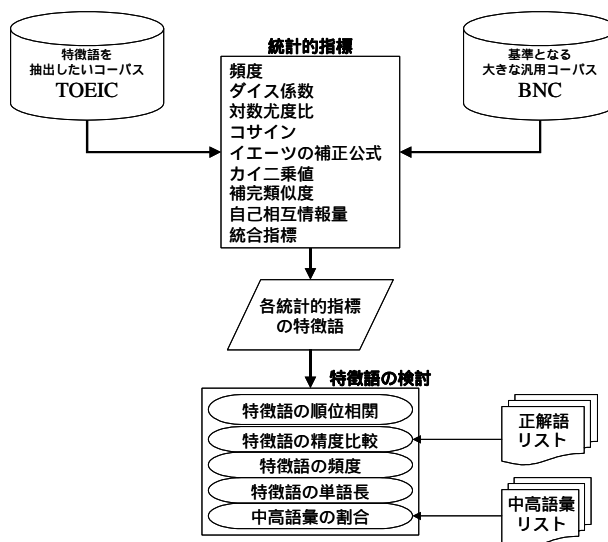 特徴語を
抽出したいコーパス
TOEIC
統計的指標
頻度
ダイス係数
対数尤度比
コサイン
イエーツの補正公式
カイ二乗値
補完類似度
自己相互情報量
統合指標
基準となる
大きな汎用コーパス
BNC
各統計的指標
の特徴語
特徴語の検討
特徴語の順位相関
特徴語の精度比較
特徴語の頻度
特徴語の単語長
中高語彙の割合
正解語
リスト
中高語彙
リスト